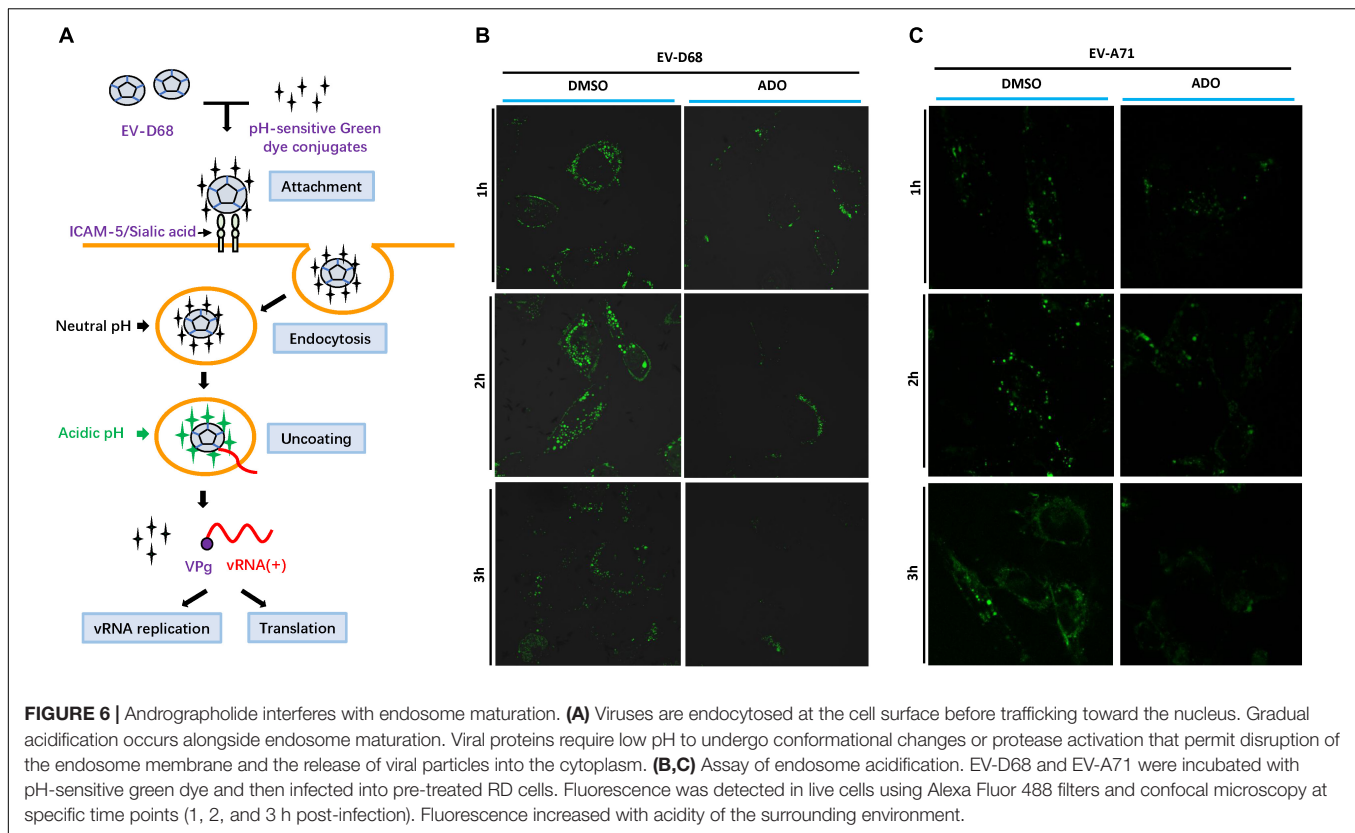 A
EV-D68
pH-sensitive Green
dye conjugates
Attachment
ICAM-5/Sialic acid
Neutral pH
Endocytosis
Acidic pH
Uncoating
VPg
vRNA(+)
vRNA replication
Translation
B
EV-D68
DMSO
ADO
1h
2h
3h
C
EV-A71
DMSO
ADO
1h
2h
3h
FIGURE 6 | Andrographolide interferes with endosome maturation. (A) Viruses are endocytosed at the cell surface before trafficking toward the nucleus. Gradual
acidification occurs alongside endosome maturation. Viral proteins require low pH to undergo conformational changes or protease activation that permit disruption of
the endosome membrane and the release of viral particles into the cytoplasm. (B,C) Assay of endosome acidification. EV-D68 and EV-A71 were incubated with
pH-sensitive green dye and then infected into pre-treated RD cells. Fluorescence was detected in live cells using Alexa Fluor 488 filters and confocal microscopy at
specific time points (1, 2, and 3 h post-infection). Fluorescence increased with acidity of the surrounding environment.